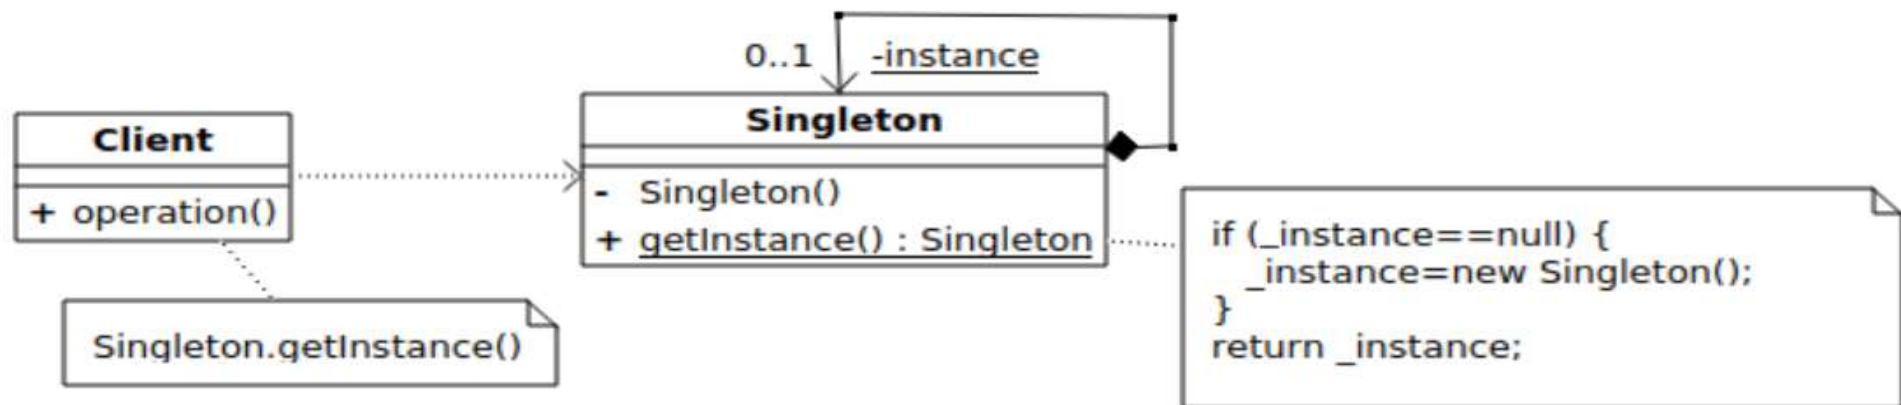 0..1 -instance
Client
+ operation()
Singleton.getInstance()
Singleton
- Singleton()
+ getInstance() : Singleton
if (_instance==null) {
_instance=new Singleton();
}
return _instance;